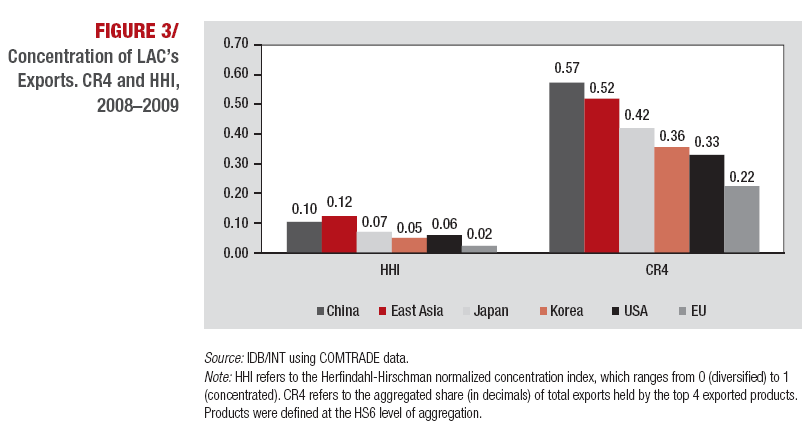 FIGURE 3/
Concentration of LAC's
Exports. CR4 and HHI,
2008–2009
0.70
0.60
0.50
0.40
0.30
0.20
0.10
0.00
0.10
0.12
0.07
0.05
0.06
0.02
0.57
0.52
0.42
0.36
0.33
0.22
HHI
CR4
China East Asia Japan Korea USA EU
Source: IDB/INT using COMTRADE data.
Note: HHI refers to the Herfindahl-Hirschman normalized concentration index, which ranges from 0 (diversified) to 1
(concentrated). CR4 refers to the aggregated share (in decimals) of total exports held by the top 4 exported products.
Products were defined at the HS6 level of aggregation.